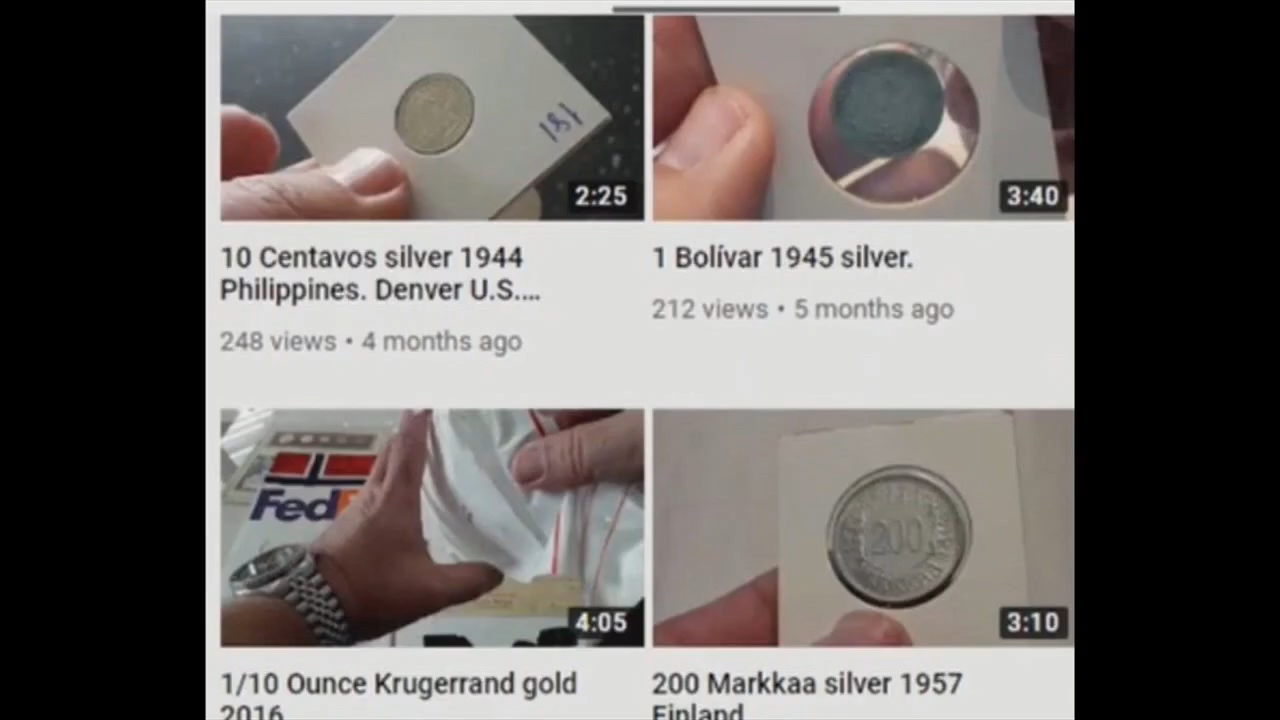 181
2:25
3:40
10 Centavos silver 1944
Philippines. Denver U.S....
248 views • 4 months ago
1 Bolívar 1945 silver.
212 views • 5 months ago
Fed
200
4:05
3:10
1/10 Ounce Krugerrand gold
2016
200 Markkaa silver 1957
Finland